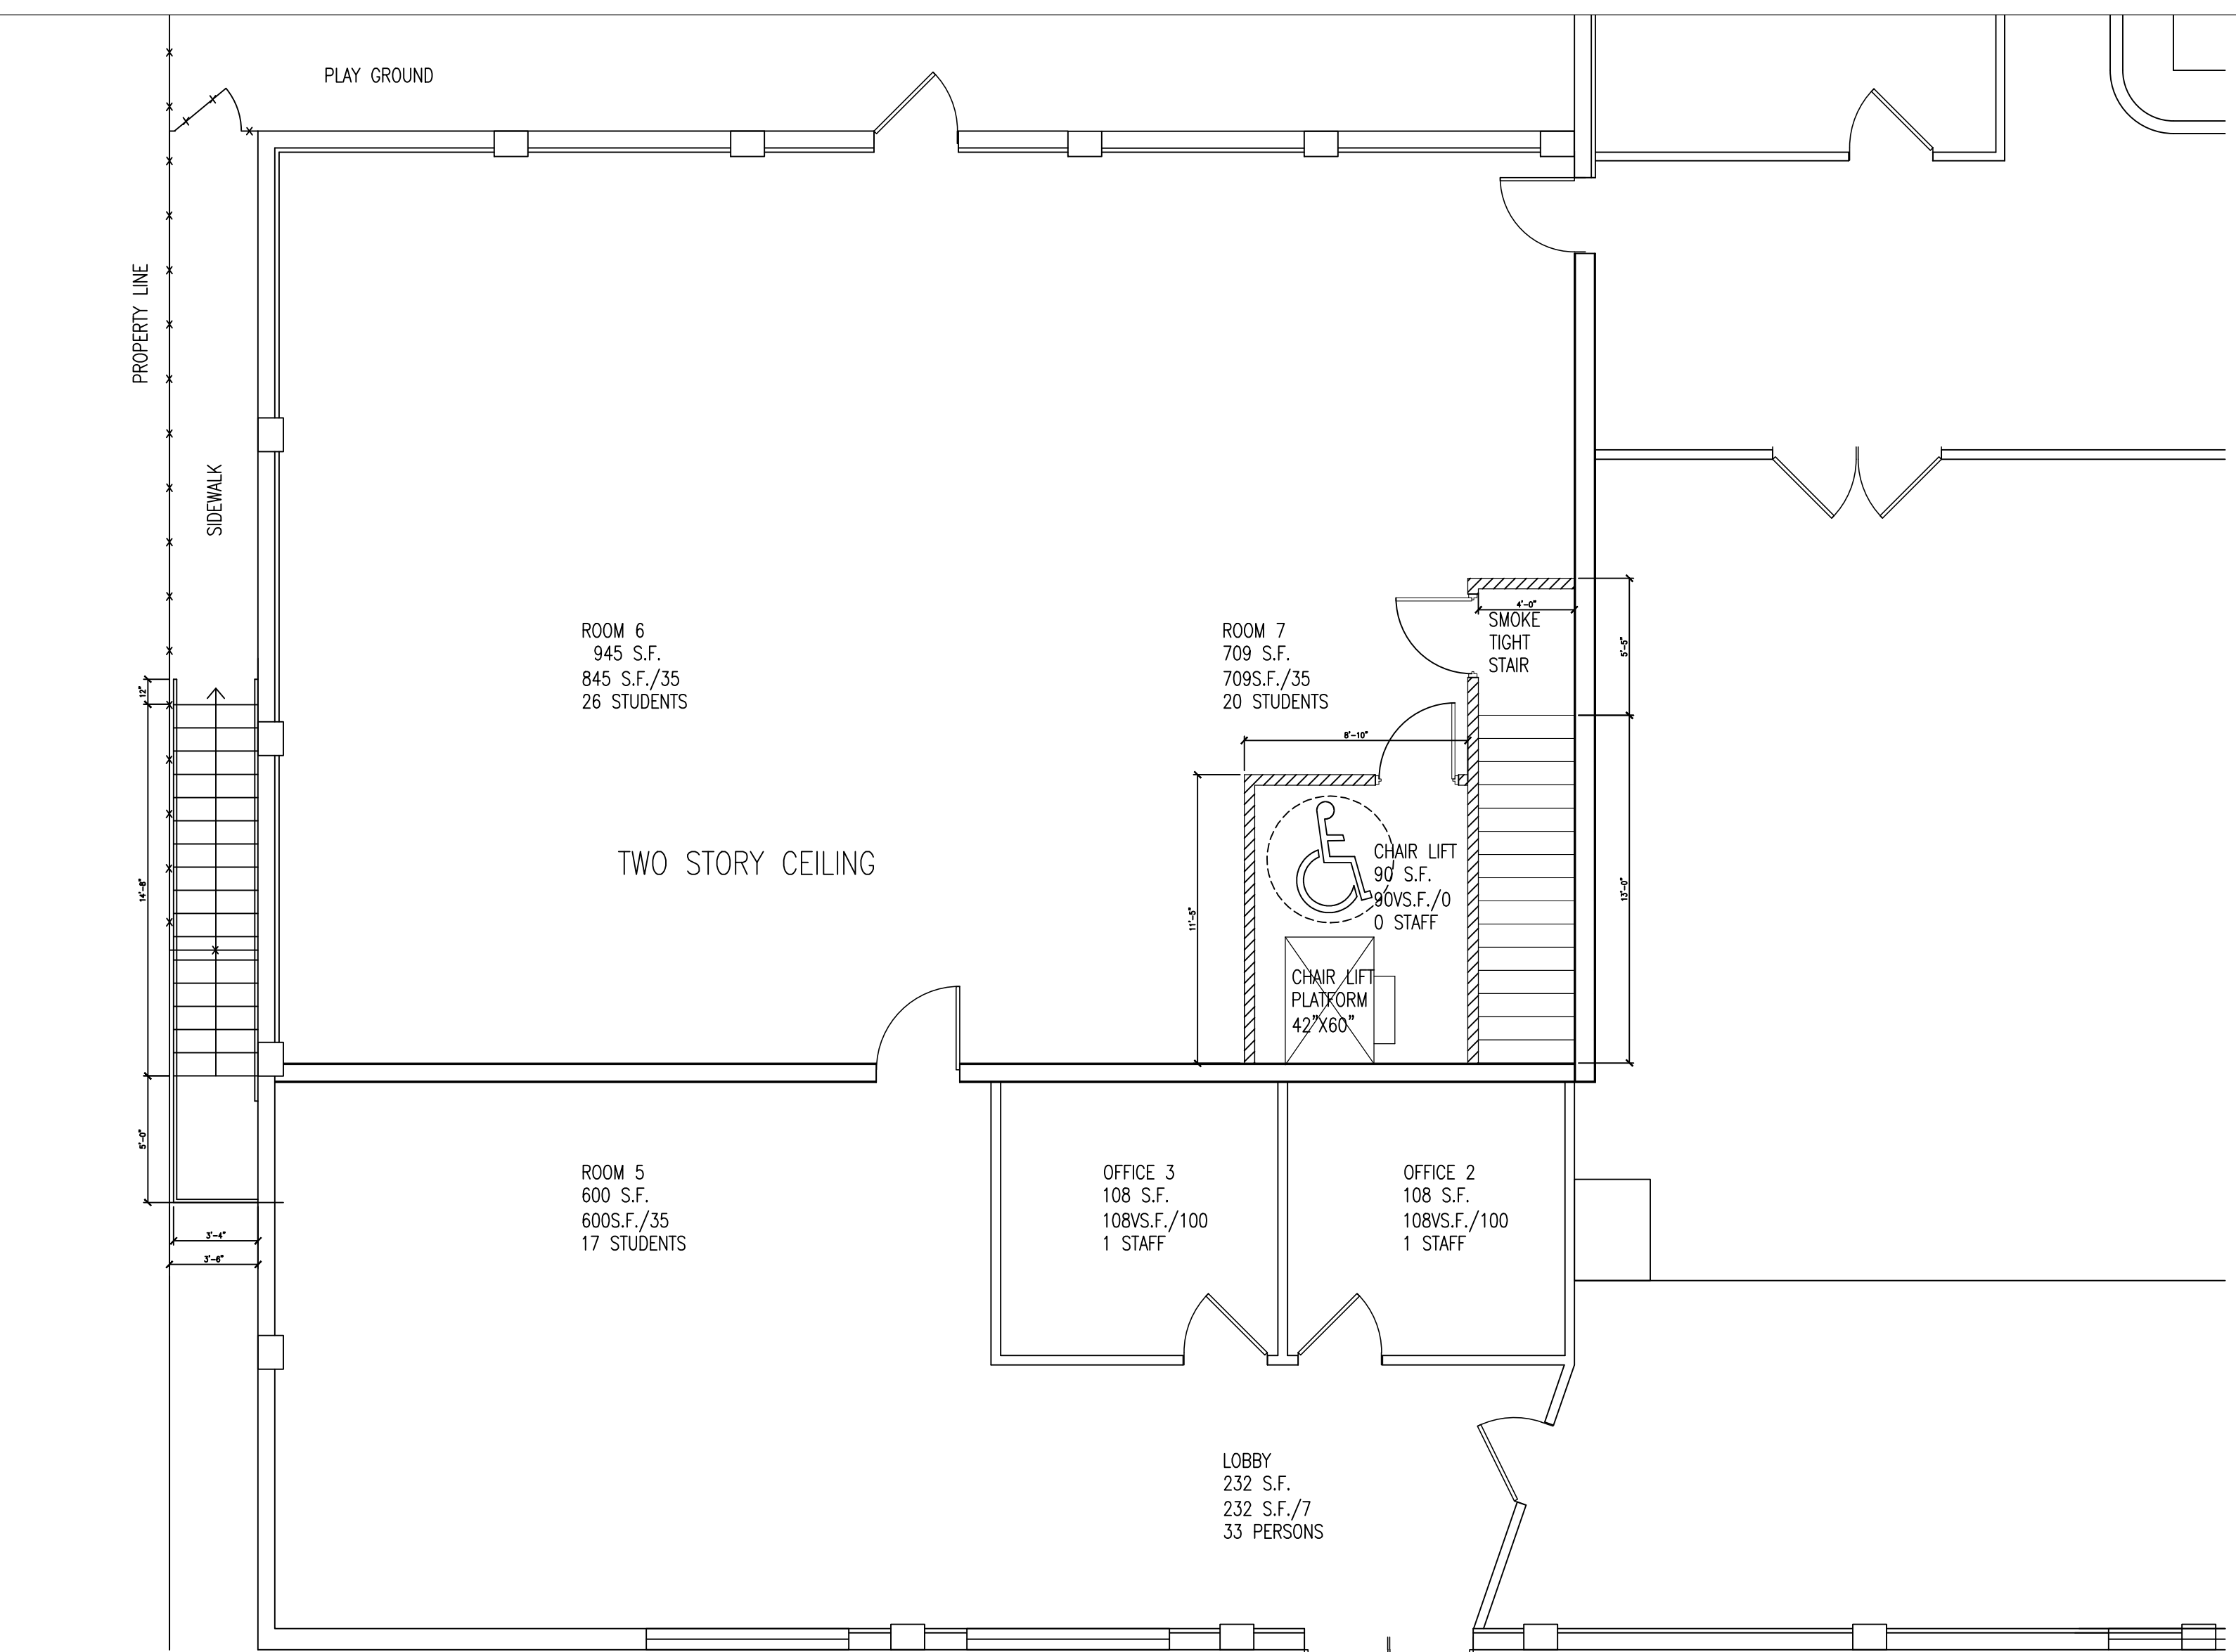 PLAY GROUND
PROPERTY LINE
SIDEWALK
ROOM 6
945 S.F.
845 S.F./35
26 STUDENTS
ROOM 7
709 S.F.
709S.F./35
20 STUDENTS
4'-0"
SMOKE
TIGHT
STAIR
5'-5"
12"
8'-10"
TWO STORY CEILING
CHAIR LIFT
90 S.F.
90VS.F./0
0 STAFF
14'-8"
11'-5"
13'-0"
CHAIR LIFT
PLATFORM
42"X60"
5'-0"
ROOM 5
600 S.F.
600S.F./35
17 STUDENTS
OFFICE 3
108 S.F.
108VS.F./100
1 STAFF
OFFICE 2
108 S.F.
108VS.F./100
1 STAFF
3'-4"
3'-6"
LOBBY
232 S.F.
232 S.F./7
33 PERSONS